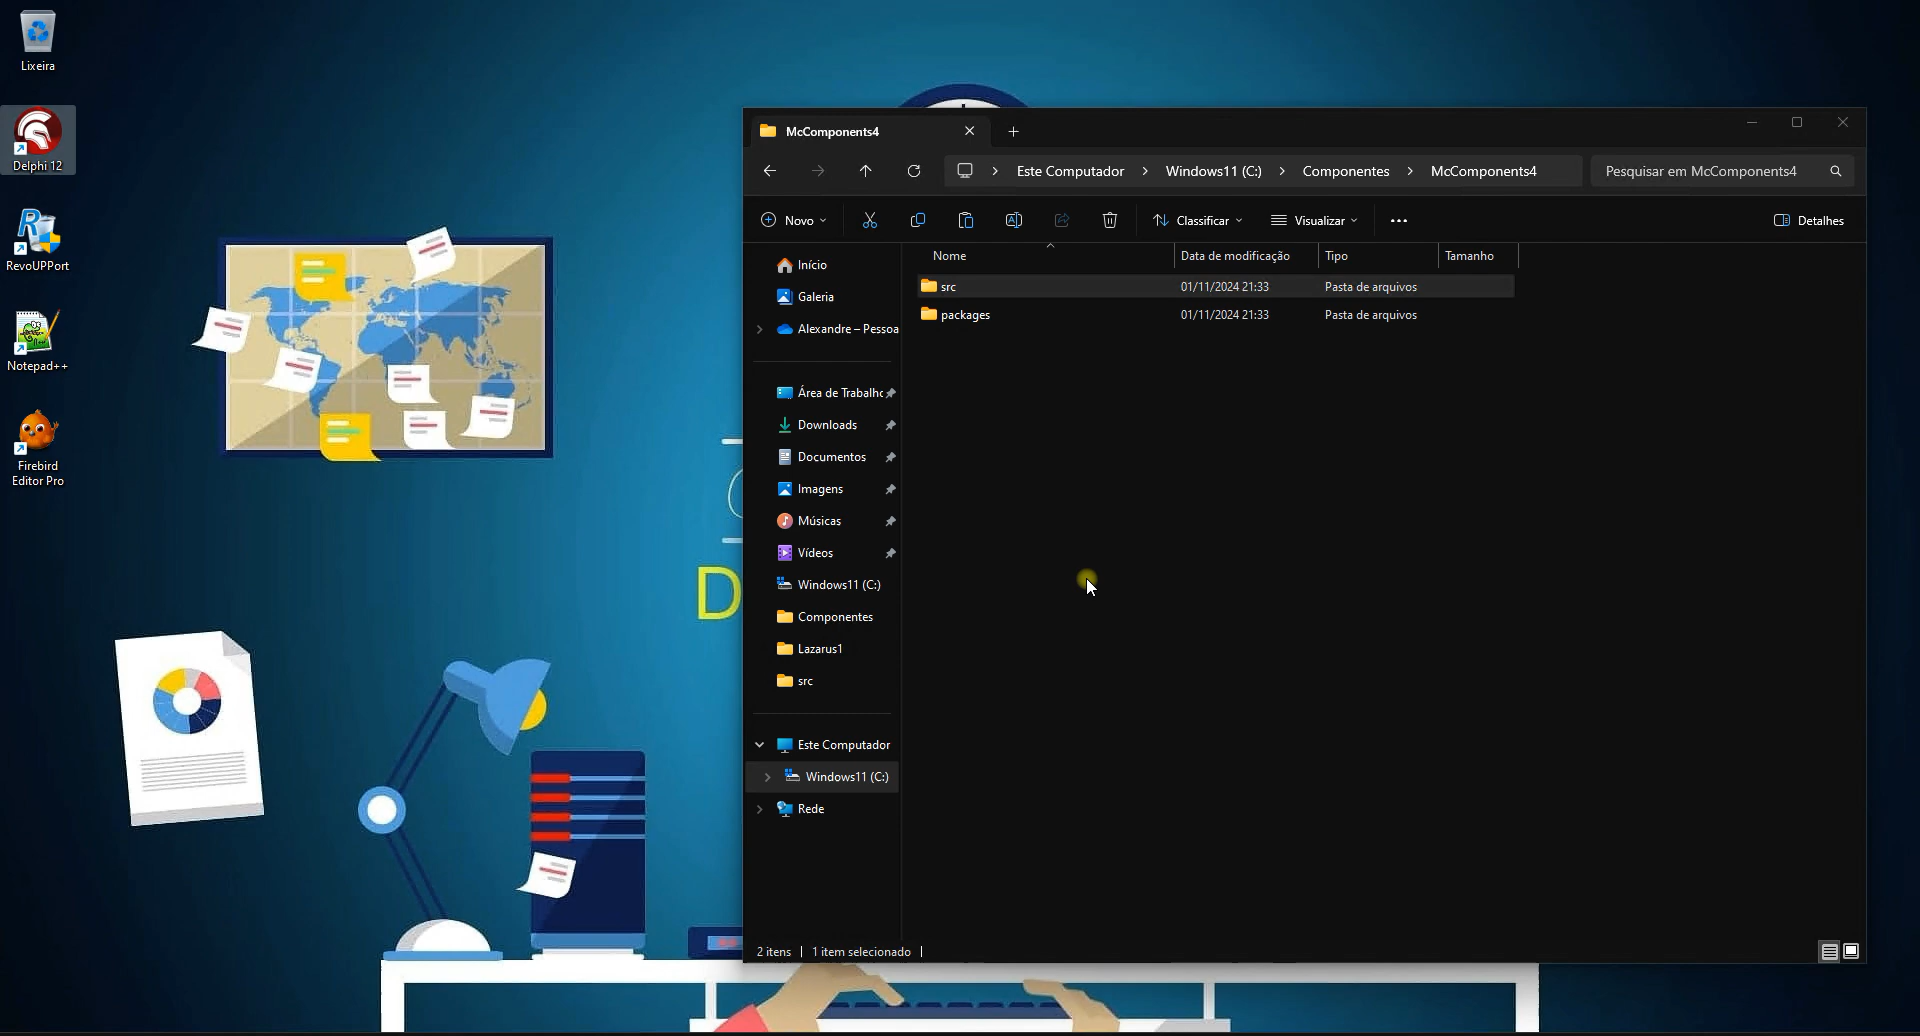 Lixeira
Delphi 12
RevoUPPort
Notepad++
Firebird
Editor Pro
D
McComponents4
Este Computador
Windows11 (C:)
Componentes
McComponents4
Pesquisar em McComponents4
Novo
Classificar
Visualizar
Detalhes
Início
Galeria
Alexandre – Pessoa
Área de Trabalho
Downloads
Documentos
Imagens
Músicas
Vídeos
Windows11 (C:)
Componentes
Lazarus1
src
Este Computador
Windows11 (C:)
Rede
Nome Data de modificação Tipo Tamanho
src 01/11/2024 21:33 Pasta de arquivos
packages 01/11/2024 21:33 Pasta de arquivos
2 itens 1 item selecionado